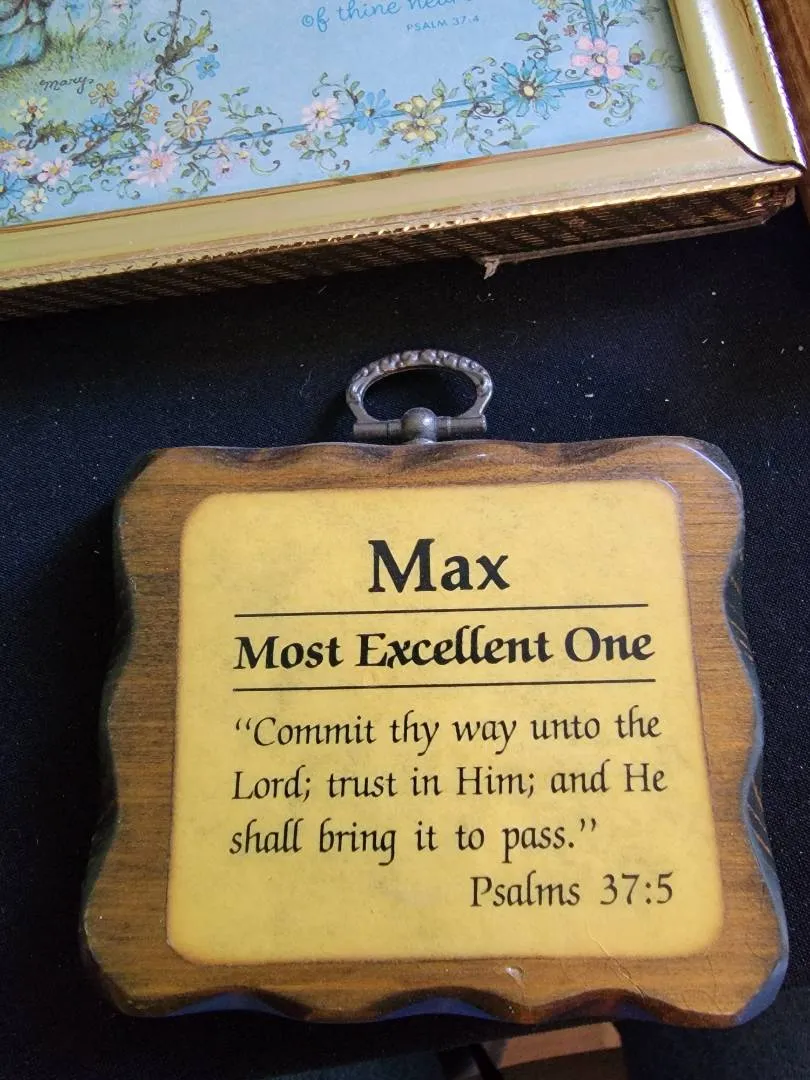 Of thine
PSALM 37:4
mary
Max
Most Excellent One
“Commit thy way unto the
Lord; trust in Him; and He
shall bring it to pass.”
Psalms 37:5